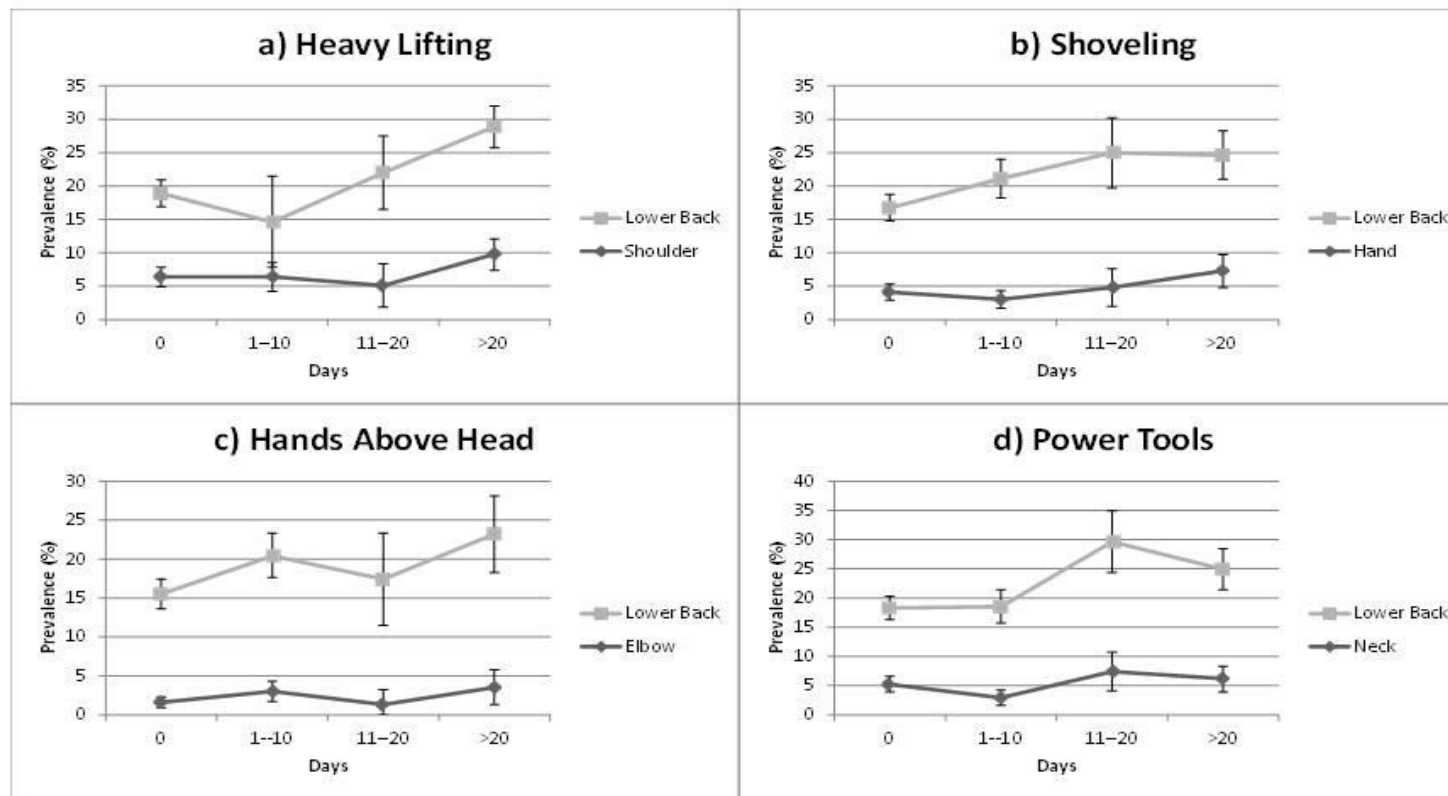 a) Heavy Lifting
35
30
25
20
15
10
5
0
Prevalence (%)
0 1–10 11–20 >20
Days
Lower Back
Shoulder
b) Shoveling
35
30
25
20
15
10
5
0
Prevalence (%)
0 1--10 11–20 >20
Days
Lower Back
Hand
c) Hands Above Head
30
25
20
15
10
5
0
Prevalence (%)
0 1--10 11–20 >20
Days
Lower Back
Elbow
d) Power Tools
40
35
30
25
20
15
10
5
0
Prevalence (%)
0 1--10 11–20 >20
Days
Lower Back
Neck